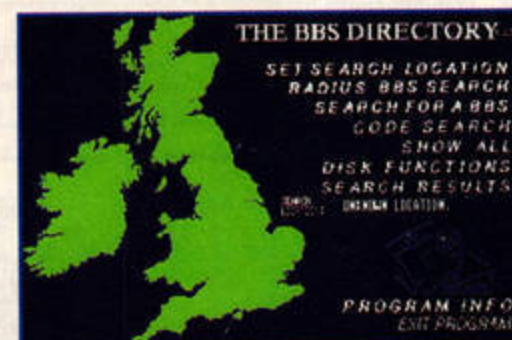 THE BBS DIRECTORY
SET SEARCH LOCATION
RADIUS BBS SEARCH
SEARCH FOR A BBS
CODE SEARCH
SHOW ALL
DISK FUNCTIONS
SEARCH RESULTS
UNKNOWN LOCATION.
PROGRAM INFO
EXIT PROGRAM